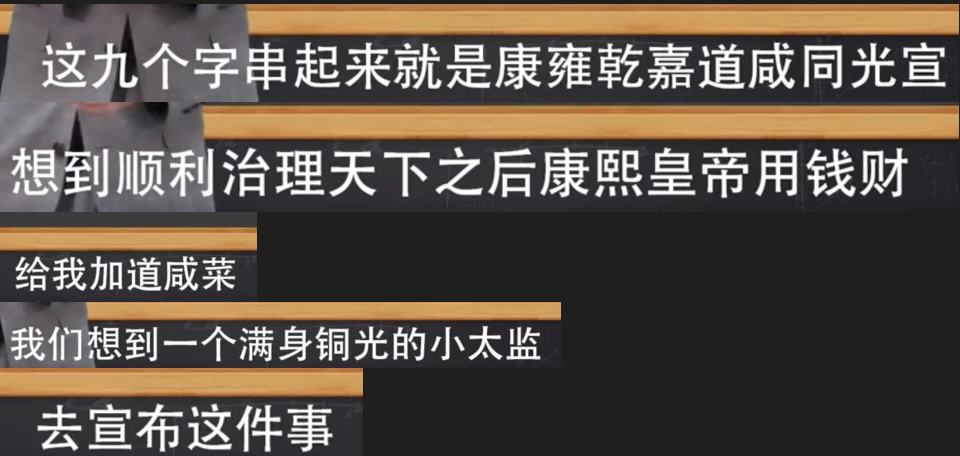 这九个字串起来就是康雍乾嘉道咸同光宣
想到顺利治理天下之后康熙皇帝用钱财
给我加道咸菜
我们想到一个满身铜光的小太监
去宣布这件事